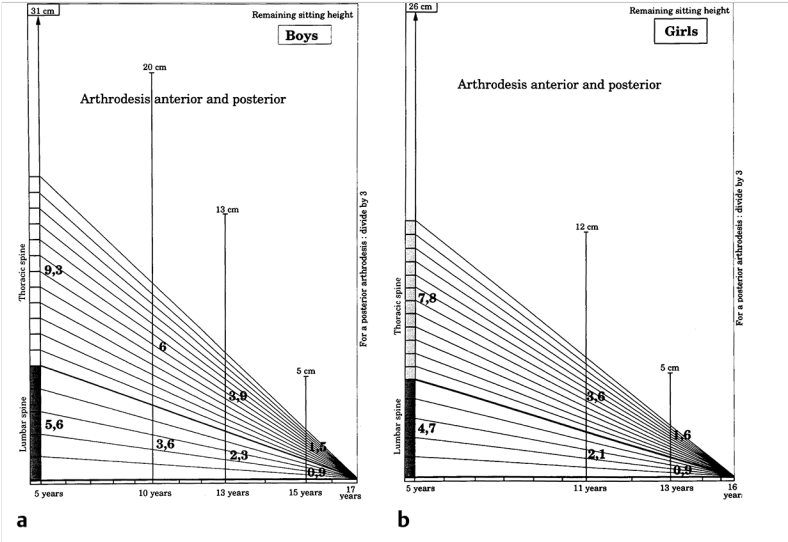 31 cm
Remaining sitting height
Boys
20 cm
Arthrodesis anterior and posterior
13 cm
Thoracic spine
9,3
6
5 cm
3,9
For a posterior arthrodesis : divide by 3
Lumbar spine
5,6
3,6
2,3
1,5
0,9
5 years
10 years
13 years
15 years
17
years
a
26 cm
Remaining sitting height
Girls
Arthrodesis anterior and posterior
12 cm
Thoracic spine
7,8
3,6
5 cm
For a posterior arthrodesis : divide by 3
Lumbar spine
4,7
2,1
1,6
0,9
5 years
11 years
13 years
16
years
b